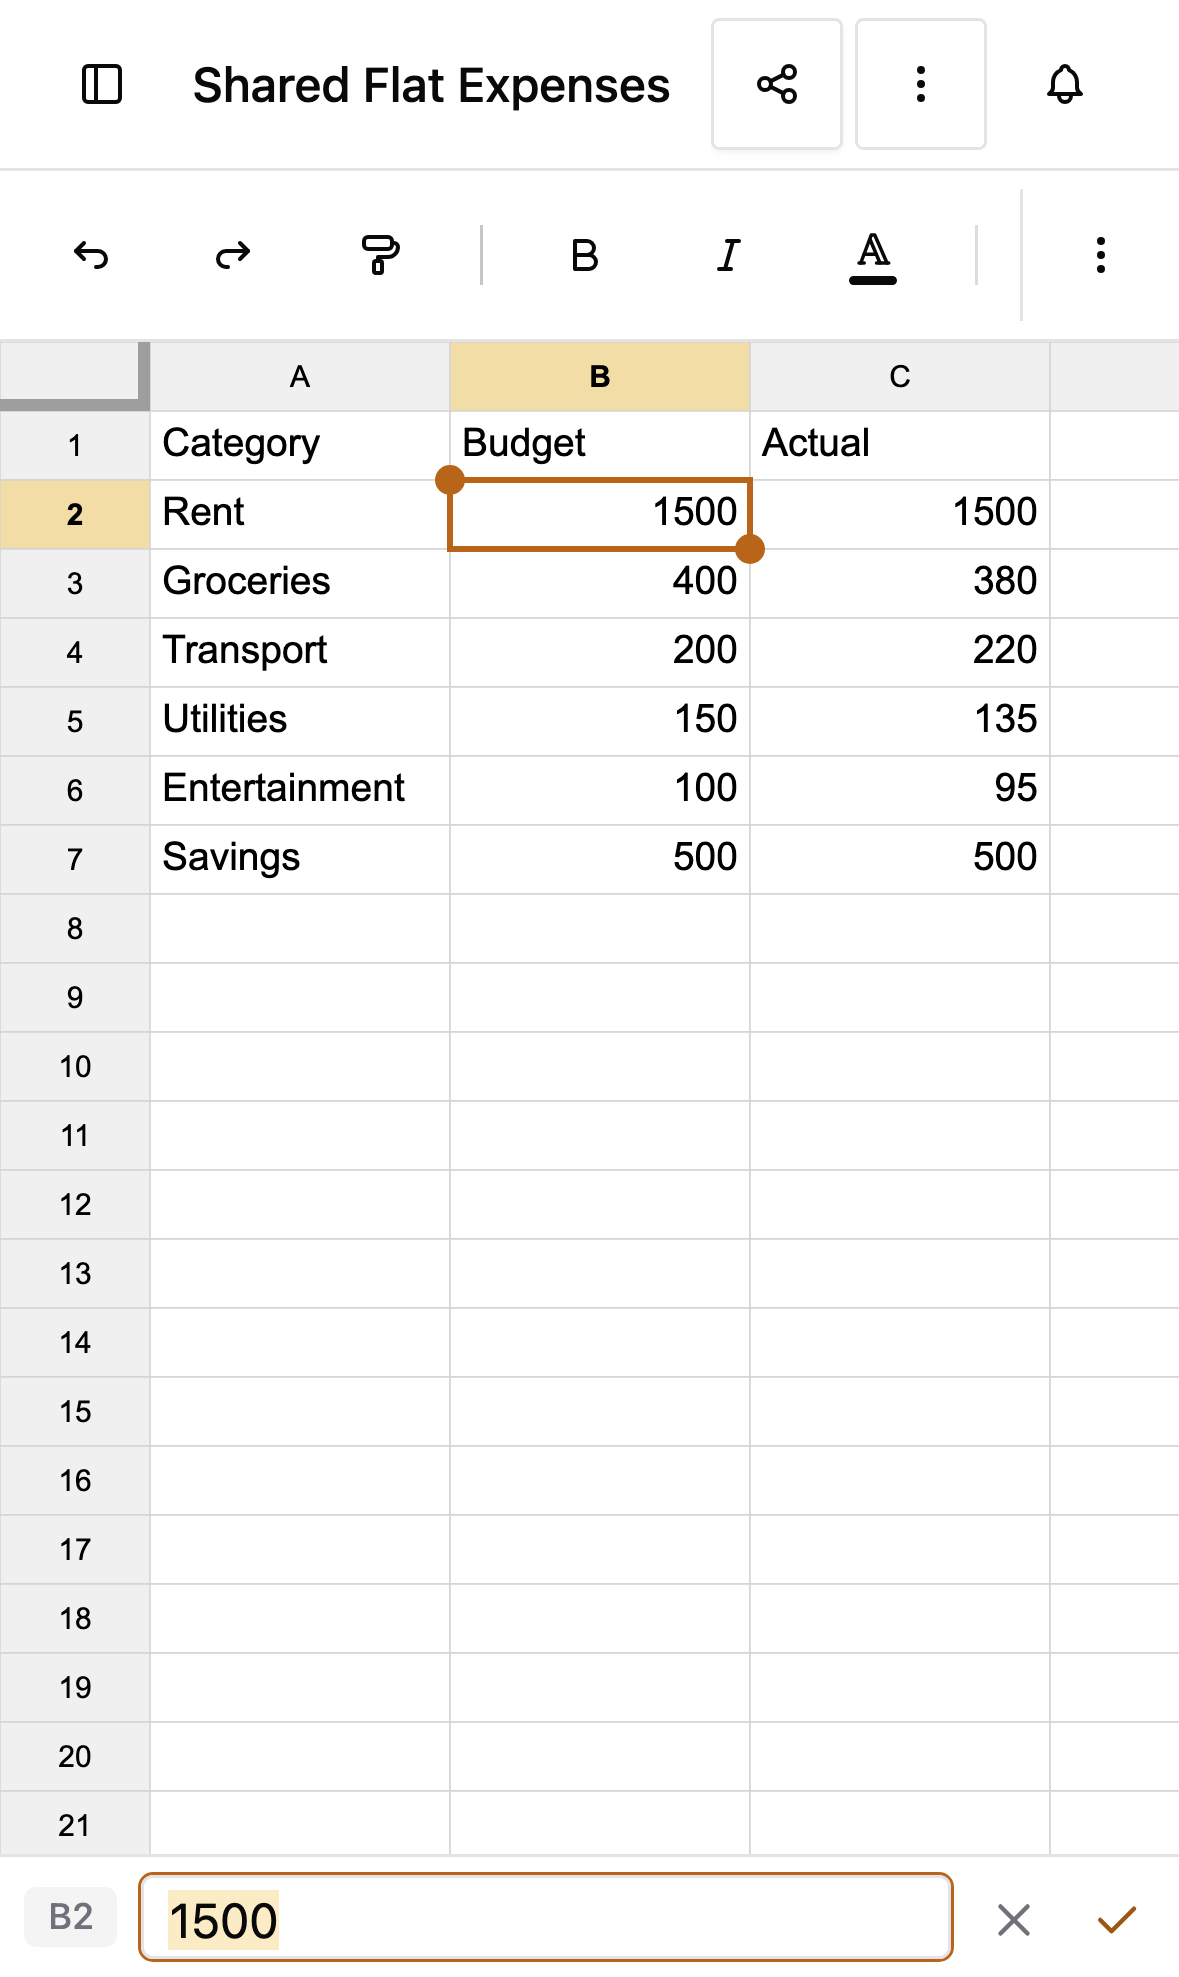 Shared Flat Expenses
B I A
A B C
1 Category Budget Actual
2 Rent 1500 1500
3 Groceries 400 380
4 Transport 200 220
5 Utilities 150 135
6 Entertainment 100 95
7 Savings 500 500
8
9
10
11
12
13
14
15
16
17
18
19
20
21
B2 1500